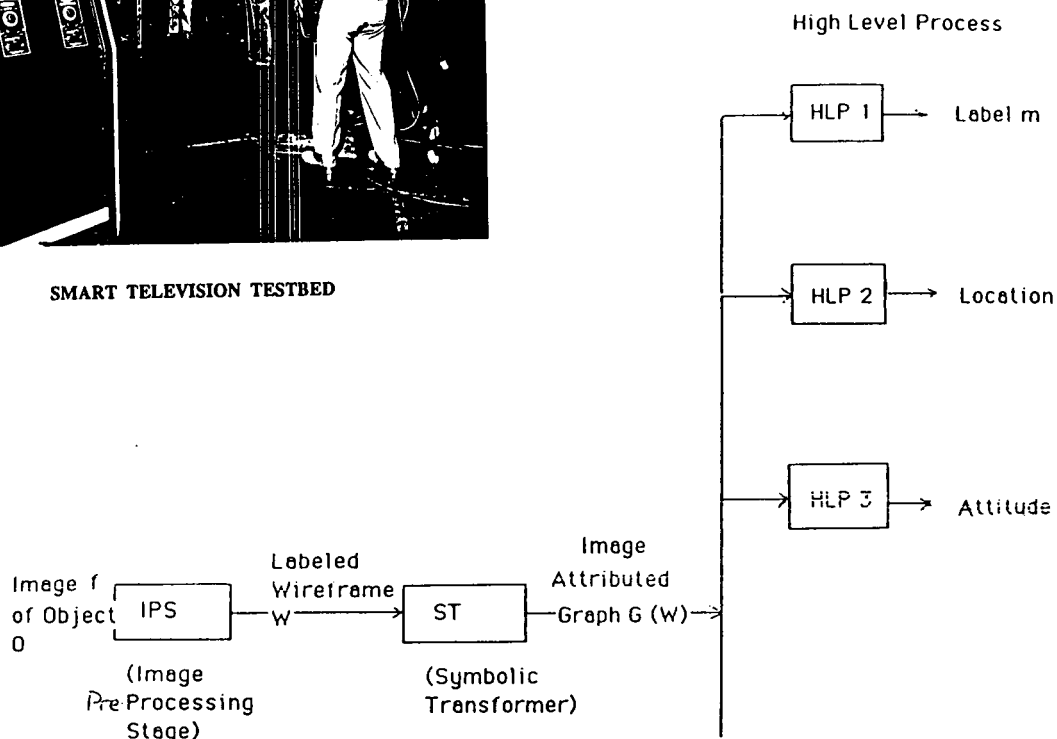 High Level Process
HLP 1
Label m
SMART TELEVISION TESTBED
HLP 2
Location
HLP 3
Attitude
Image f
of Object
O
IPS
Labeled
Wireframe
W
ST
Image
Attributed
Graph G (W)
(Image
Pre-Processing
Stage)
(Symbolic
Transformer)